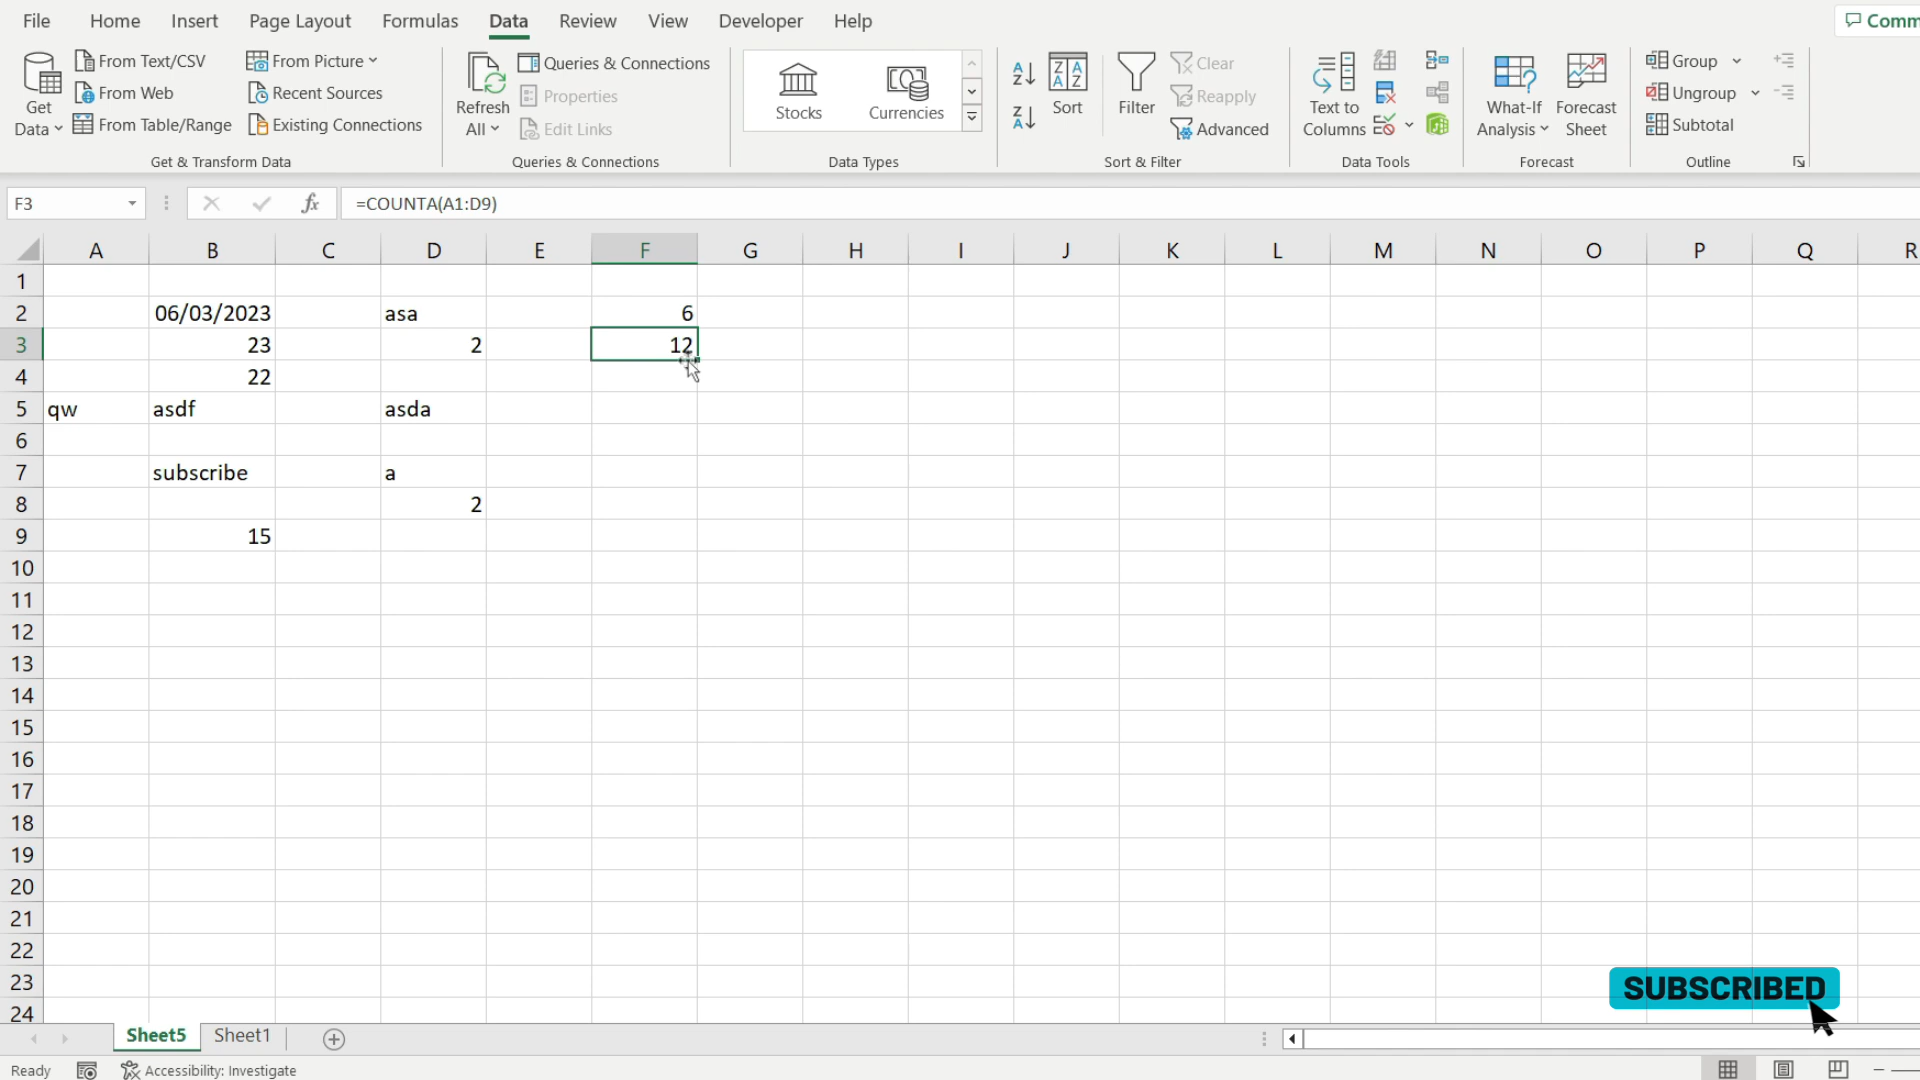 File Home Insert Page Layout Formulas Data Review View Developer Help Comm
Get Data
From Text/CSV
From Web
From Table/Range
From Picture
Recent Sources
Existing Connections
Get & Transform Data
Refresh All
Queries & Connections
Properties
Edit Links
Queries & Connections
Stocks Currencies
Data Types
Sort
Filter
Clear
Reapply
Advanced
Sort & Filter
Text to Columns
Data Tools
What-If Analysis
Forecast Sheet
Forecast
Group
Ungroup
Subtotal
Outline
F3 fx =COUNTA(A1:D9)
A B C D E F G H I J K L M N O P Q R
1
2 06/03/2023 asa 6
3 23 2 12
4 22
5 qw asdf asda
6
7 subscribe a
8 2
9 15
10
11
12
13
14
15
16
17
18
19
20
21
22
23
24
SUBSCRIBED
Sheet5 Sheet1
Ready Accessibility: Investigate